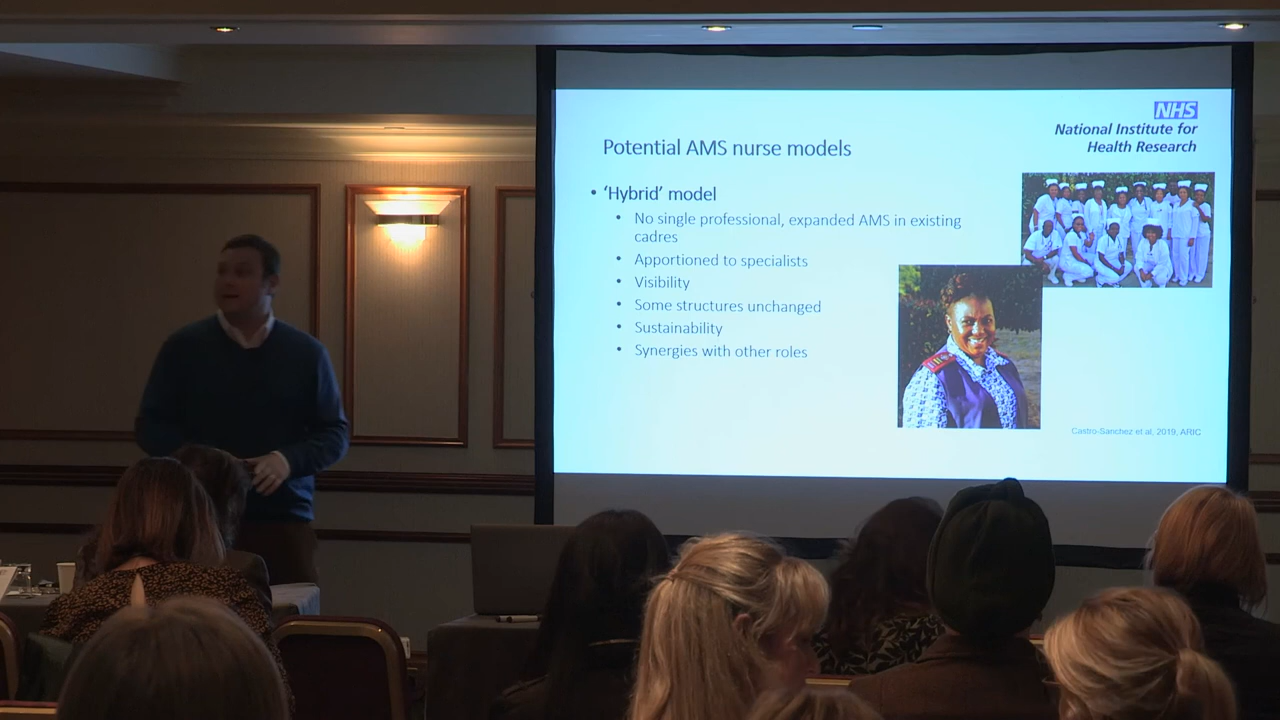 NHS
National Institute for
Health Research
Potential AMS nurse models
• ‘Hybrid’ model
• No single professional, expanded AMS in existing
cadres
• Apportioned to specialists
• Visibility
• Some structures unchanged
• Sustainability
• Synergies with other roles
Castro-Sanchez et al, 2019, ARIC